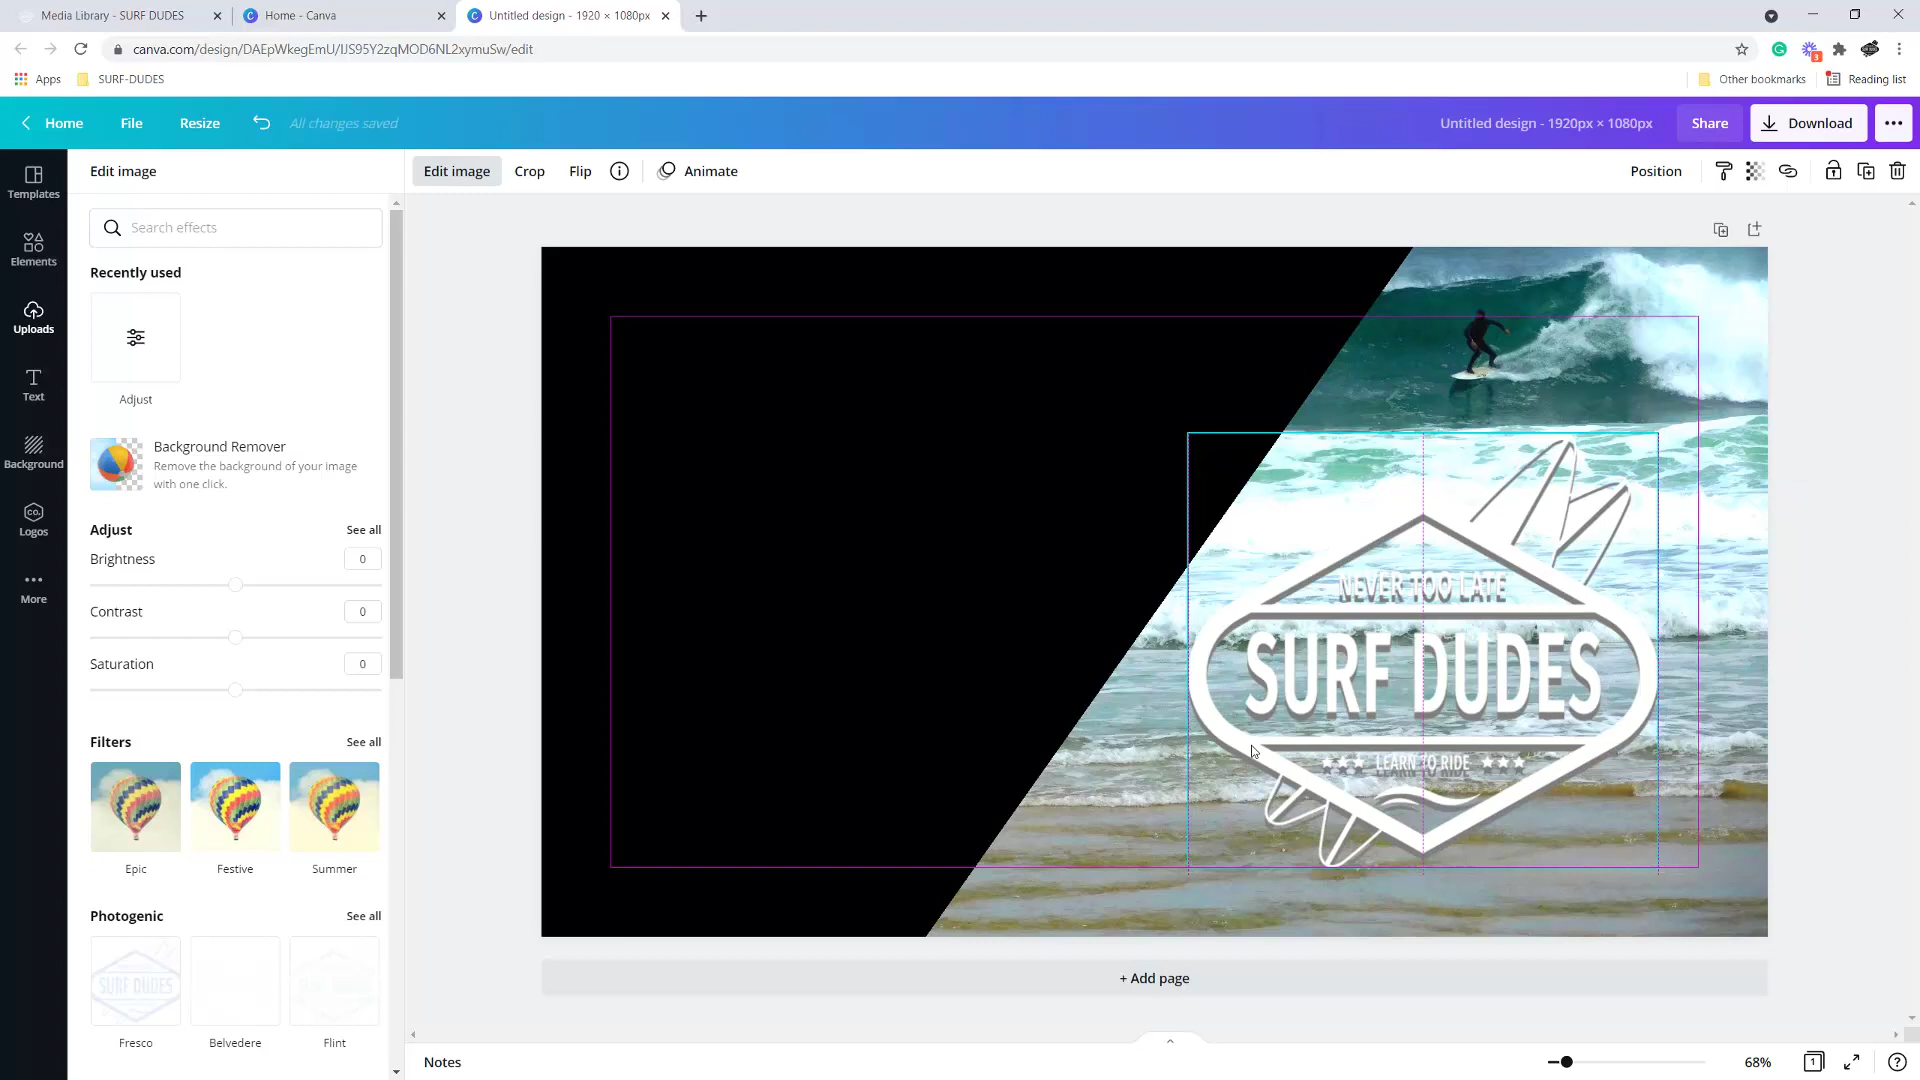 Media Library - SURF DUDES
Home - Canva
Untitled design - 1920 × 1080px
canva.com/design/DAEpWkegEmU/IJS95Y2zqMOD6NL2xymuSw/edit
3
Apps
SURF-DUDES
Other bookmarks
Reading list
Home
File
Resize
All changes saved
Untitled design - 1920px × 1080px
Share
Download
Templates
Elements
Uploads
Text
Background
CO.
Logos
More
Edit image
Search effects
Recently used
Adjust
Background Remover
Remove the background of your image
with one click.
Adjust
See all
Brightness
0
Contrast
0
Saturation
0
Filters
See all
Epic
Festive
Summer
Photogenic
See all
SURF DUDES
Fresco
Belvedere
Flint
Edit image
Crop
Flip
Animate
Position
NEVER TOO LATE
SURF DUDES
LEARN TO RIDE
+ Add page
Notes
68%
1